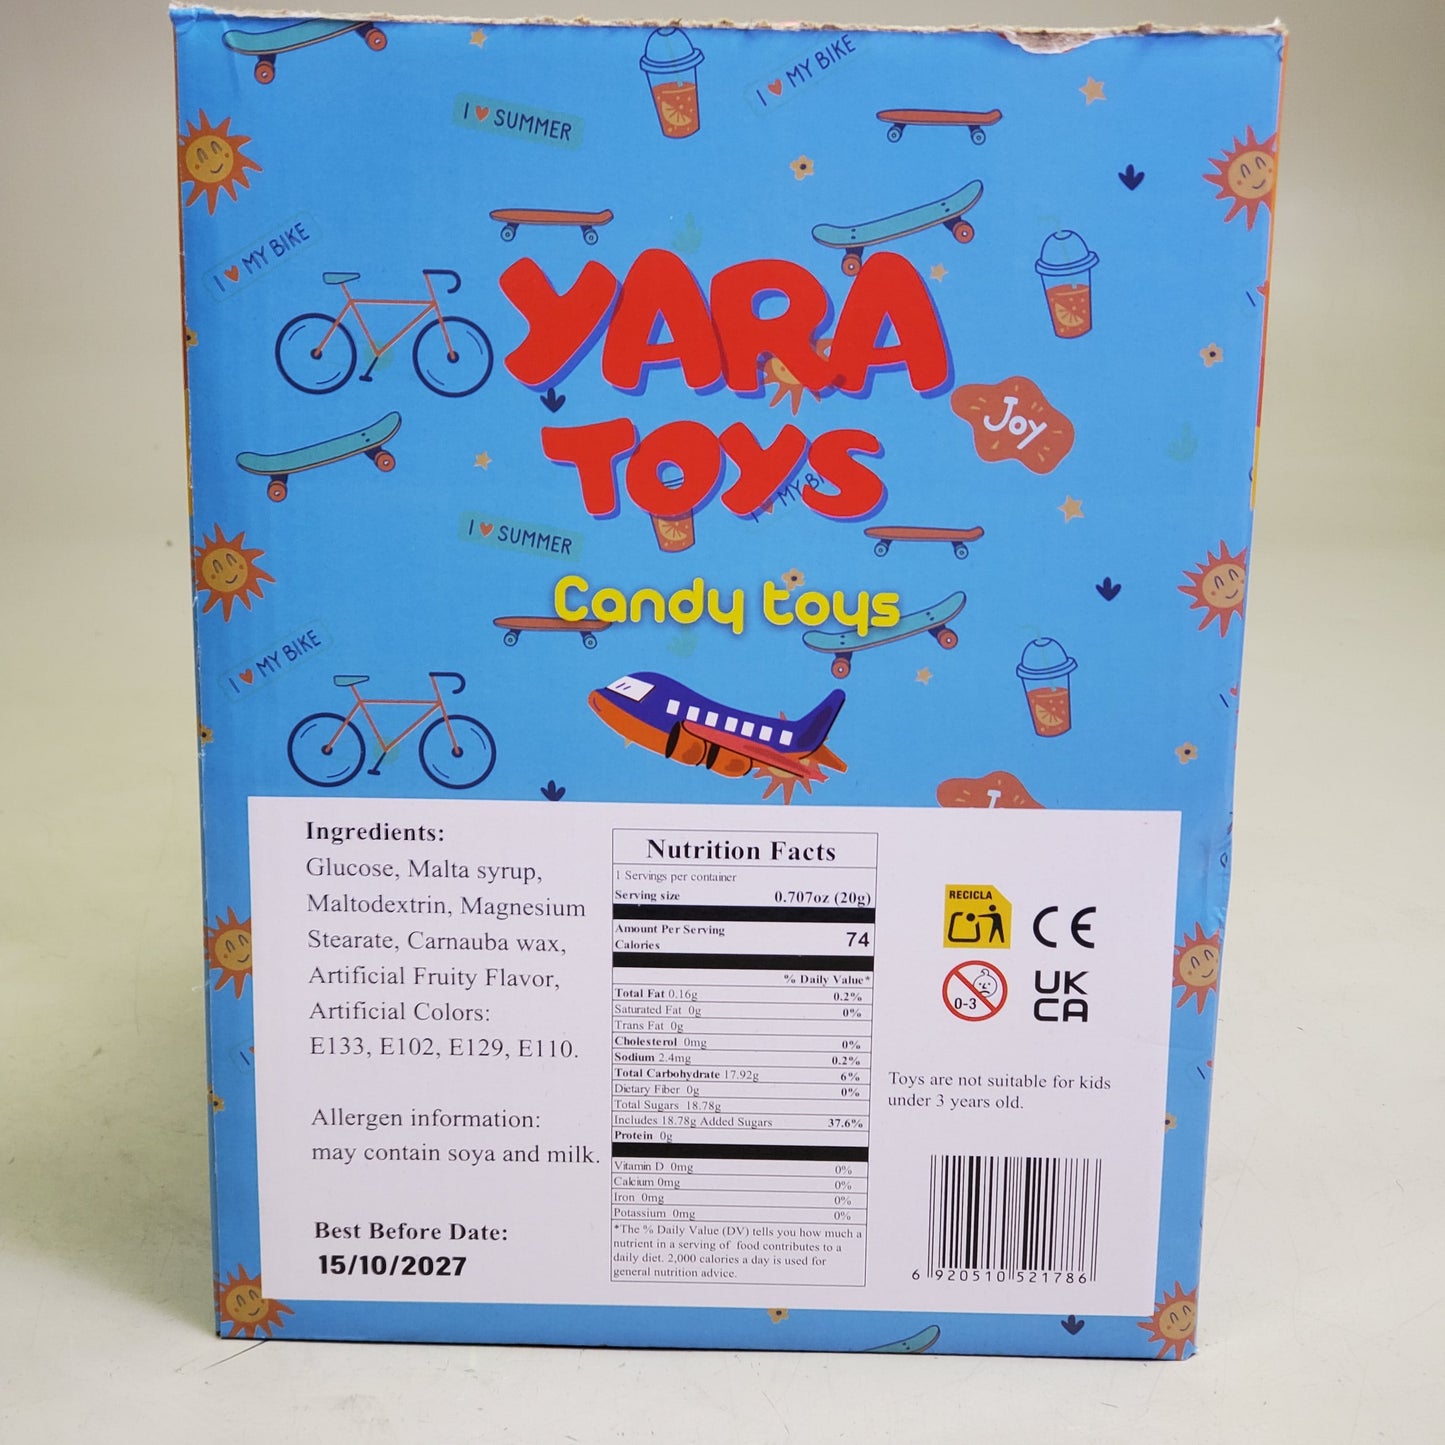 I ♥ SUMMER
I ♥ MY BIKE
I ♥ MY BIKE
YARA
TOYS
Joy
I ♥ SUMMER
Candy toys
I ♥ MY BIKE
Ingredients:
Glucose, Malta syrup,
Maltodextrin, Magnesium
Stearate, Carnauba wax,
Artificial Fruity Flavor,
Artificial Colors:
E133, E102, E129, E110.
Allergen information:
may contain soya and milk.
Best Before Date:
15/10/2027
Nutrition Facts
1 Servings per container
Serving size 0.707oz (20g)
Amount Per Serving
Calories 74
% Daily Value*
Total Fat 0.16g 0.2%
Saturated Fat 0g 0%
Trans Fat 0g
Cholesterol 0mg 0%
Sodium 2.4mg 0.2%
Total Carbohydrate 17.92g 6%
Dietary Fiber 0g 0%
Total Sugars 18.78g
Includes 18.78g Added Sugars 37.6%
Protein 0g
Vitamin D 0mg 0%
Calcium 0mg 0%
Iron 0mg 0%
Potassium 0mg 0%
*The % Daily Value (DV) tells you how much a
nutrient in a serving of food contributes to a
daily diet. 2,000 calories a day is used for
general nutrition advice.
RECICLA
CE
0-3
UK
CA
Toys are not suitable for kids
under 3 years old.
6 920510 521786